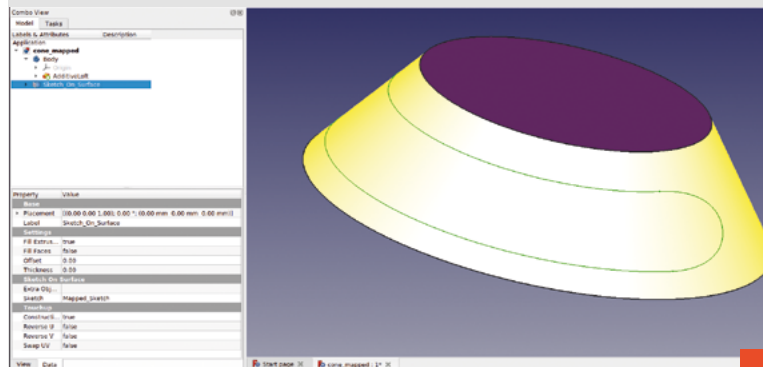 Combo View
Model Tasks
Labels & Attributes Description
Application
cone_mapped
Body
Origin
AdditiveLoft
Sketch_On_Surface
Property Value
Base
Placement [(0.00 0.00 1.00); 0.00 °; (0.00 mm 0.00 mm 0.00 mm)]
Label Sketch_On_Surface
Settings
Fill Extrus... true
Fill Faces false
Offset 0.00
Thickness 0.00
Sketch On Surface
Extra Obj...
Sketch Mapped_Sketch
Touchup
Constructi... true
Reverse U false
Reverse V false
Swap UV false
View Data
Start page
cone_mapped : 1*